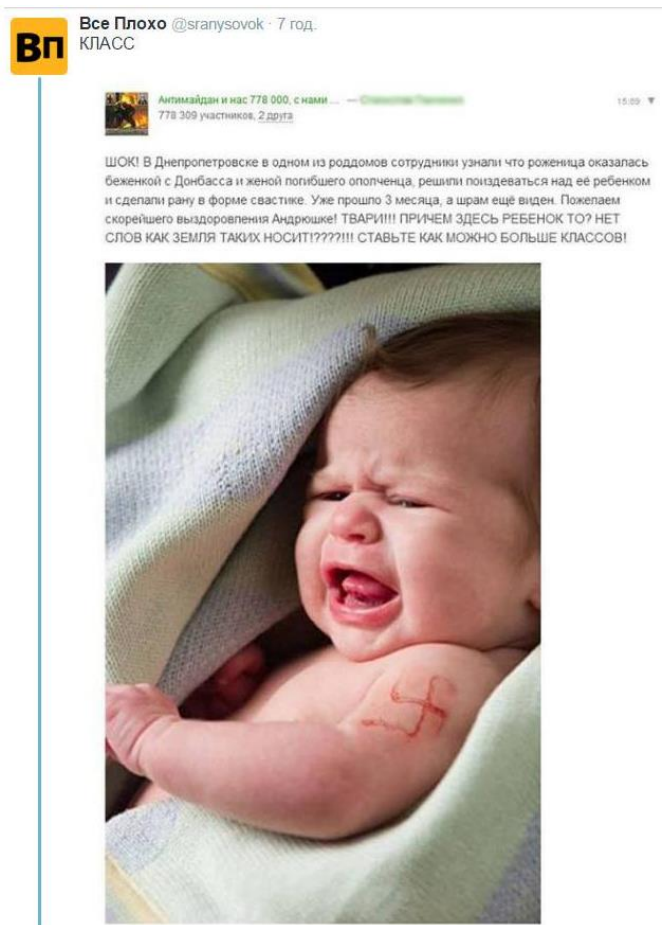 Вп
Все Плохо @sranysovok · 7 год.
КЛАСС
Антимайдан и нас 778 000, с нами ... —
15:09
778 309 участников, 2 друга
ШОК! В Днепропетровске в одном из роддомов сотрудники узнали что роженица оказалась
беженкой с Донбасса и женой погибшего ополченца, решили поиздеваться над её ребенком
и сделали рану в форме свастике. Уже прошло 3 месяца, а шрам ещё виден. Пожелаем
скорейшего выздоровления Андрюшке! ТВАРИ!!! ПРИЧЕМ ЗДЕСЬ РЕБЕНОК ТО? НЕТ
СЛОВ КАК ЗЕМЛЯ ТАКИХ НОСИТ!????!!! СТАВЬТЕ КАК МОЖНО БОЛЬШЕ КЛАССОВ!